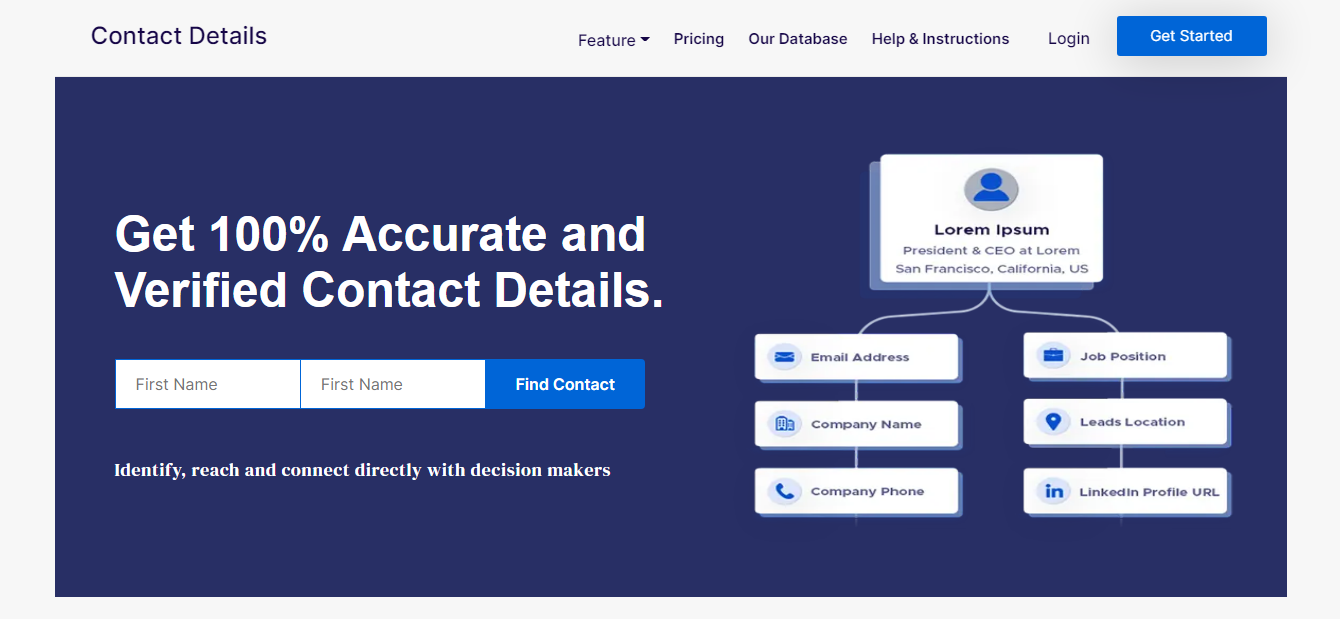 Contact Details
Feature
Pricing
Our Database
Help & Instructions
Login
Get Started
Get 100% Accurate and
Verified Contact Details.
First Name
First Name
Find Contact
Identify, reach and connect directly with decision makers
Lorem Ipsum
President & CEO at Lorem
San Francisco, California, US
Email Address
Job Position
Company Name
Leads Location
Company Phone
LinkedIn Profile URL